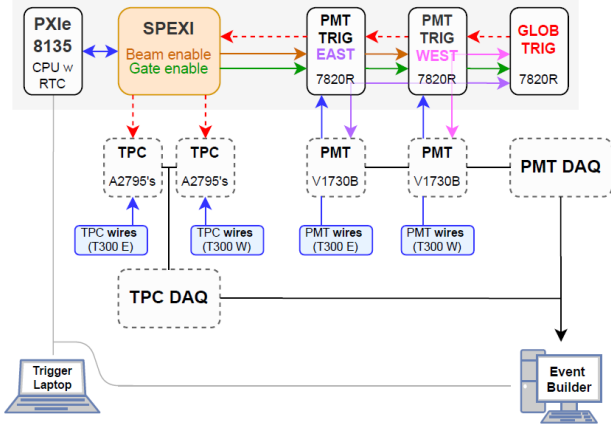 PXIe
8135
CPU w
RTC
SPEXI
Beam enable
Gate enable
PMT
TRIG
EAST
7820R
PMT
TRIG
WEST
7820R
GLOB
TRIG
7820R
TPC
A2795's
TPC
A2795's
PMT
V1730B
PMT
V1730B
PMT DAQ
TPC wires
(T300 E)
TPC wires
(T300 W)
PMT wires
(T300 E)
PMT wires
(T300 W)
TPC DAQ
Trigger
Laptop
Event
Builder